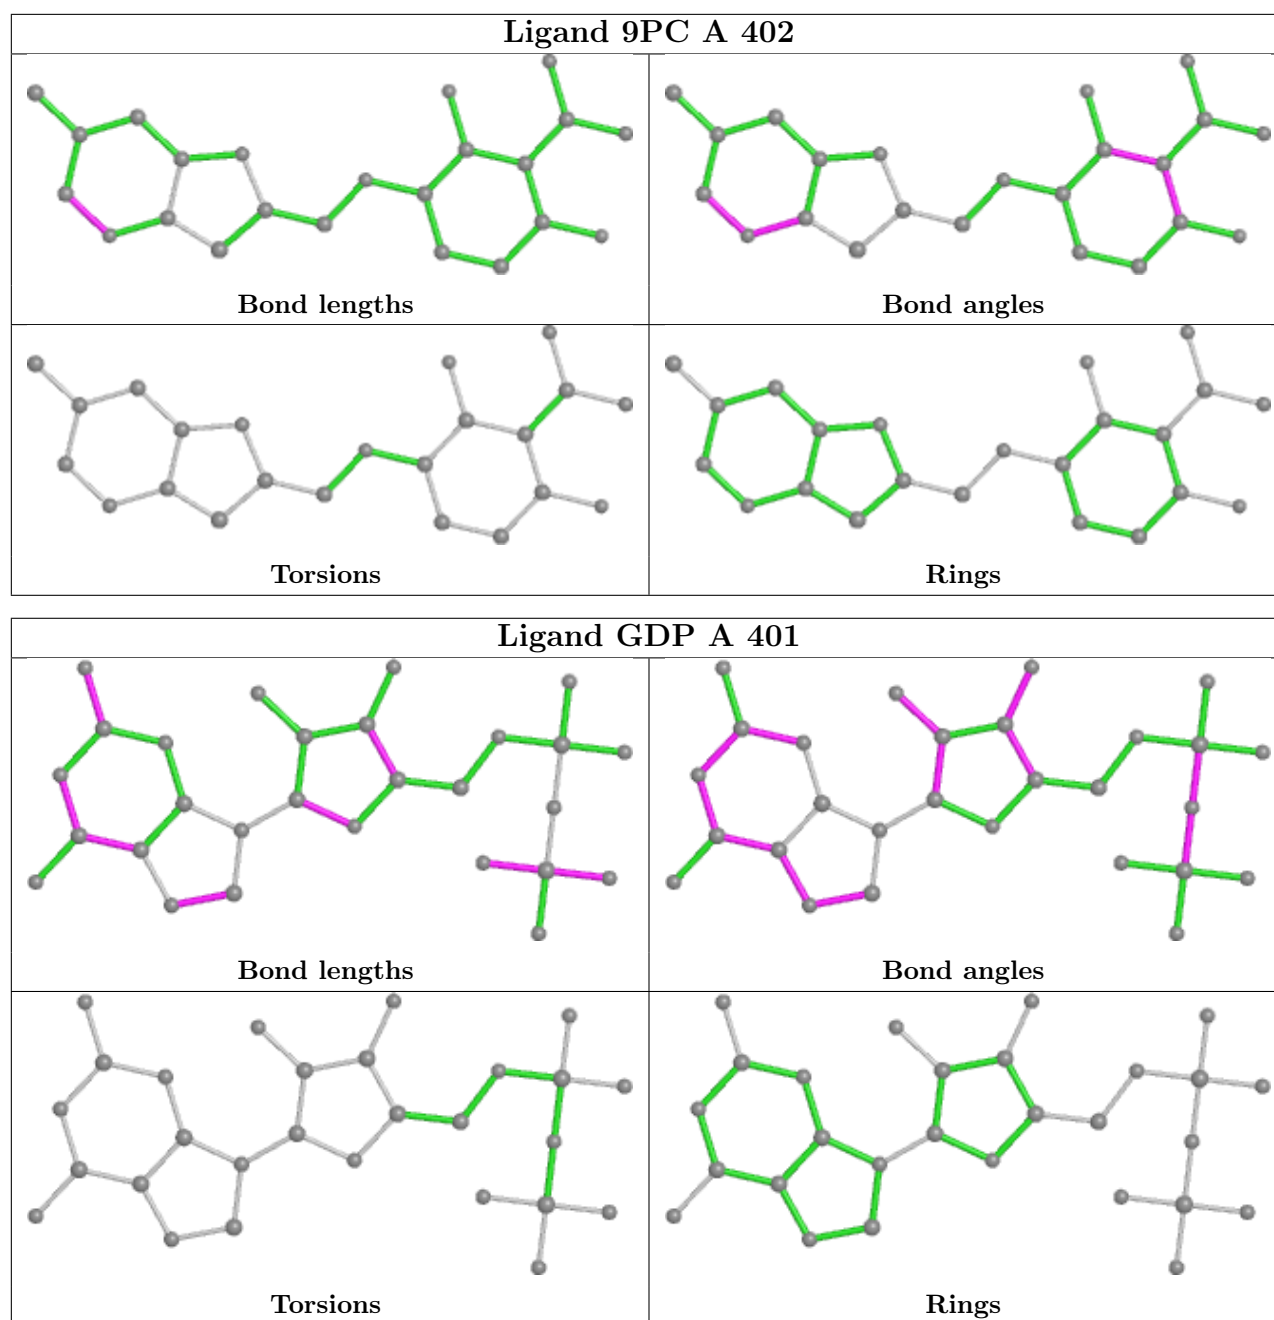 Ligand 9PC A 402
Bond lengths
Bond angles
Torsions
Rings
Ligand GDP A 401
Bond lengths
Bond angles
Torsions
Rings